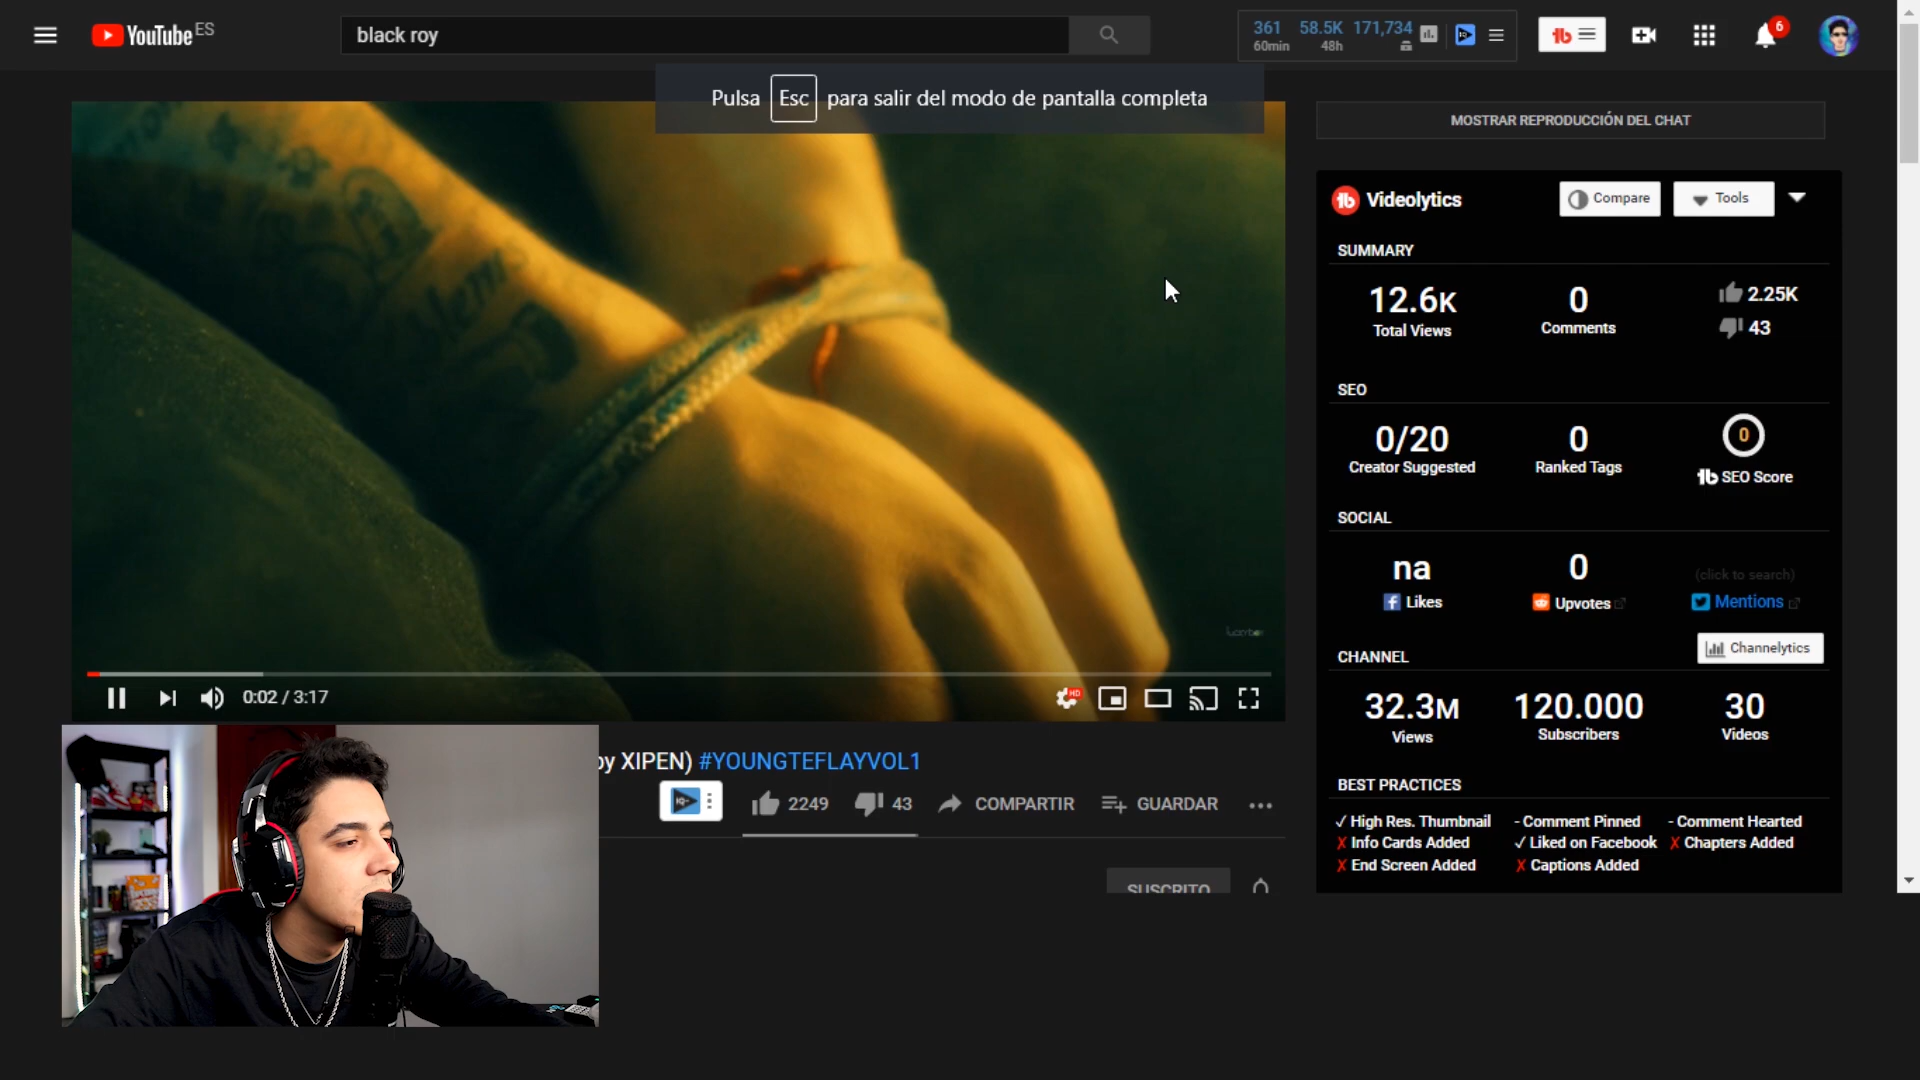 YouTube ES
black roy
361 58.5K 171,734
60min 48h
6
Pulsa Esc para salir del modo de pantalla completa
MOSTRAR REPRODUCCIÓN DEL CHAT
Videolytics
Compare
Tools
SUMMARY
12.6K 0 2.25K
Total Views Comments 43
SEO
0/20 0 0
Creator Suggested Ranked Tags SEO Score
SOCIAL
na 0 (click to search)
Likes Upvotes Mentions
CHANNEL Channelytics
32.3M 120.000 30
Views Subscribers Videos
BEST PRACTICES
✓ High Res. Thumbnail - Comment Pinned - Comment Hearted
✗ Info Cards Added ✓ Liked on Facebook ✗ Chapters Added
✗ End Screen Added ✗ Captions Added
HD
0:02 / 3:17
by XIPEN) #YOUNGTEFLAYVOL1
2249 43 COMPARTIR GUARDAR
SUSCRITO